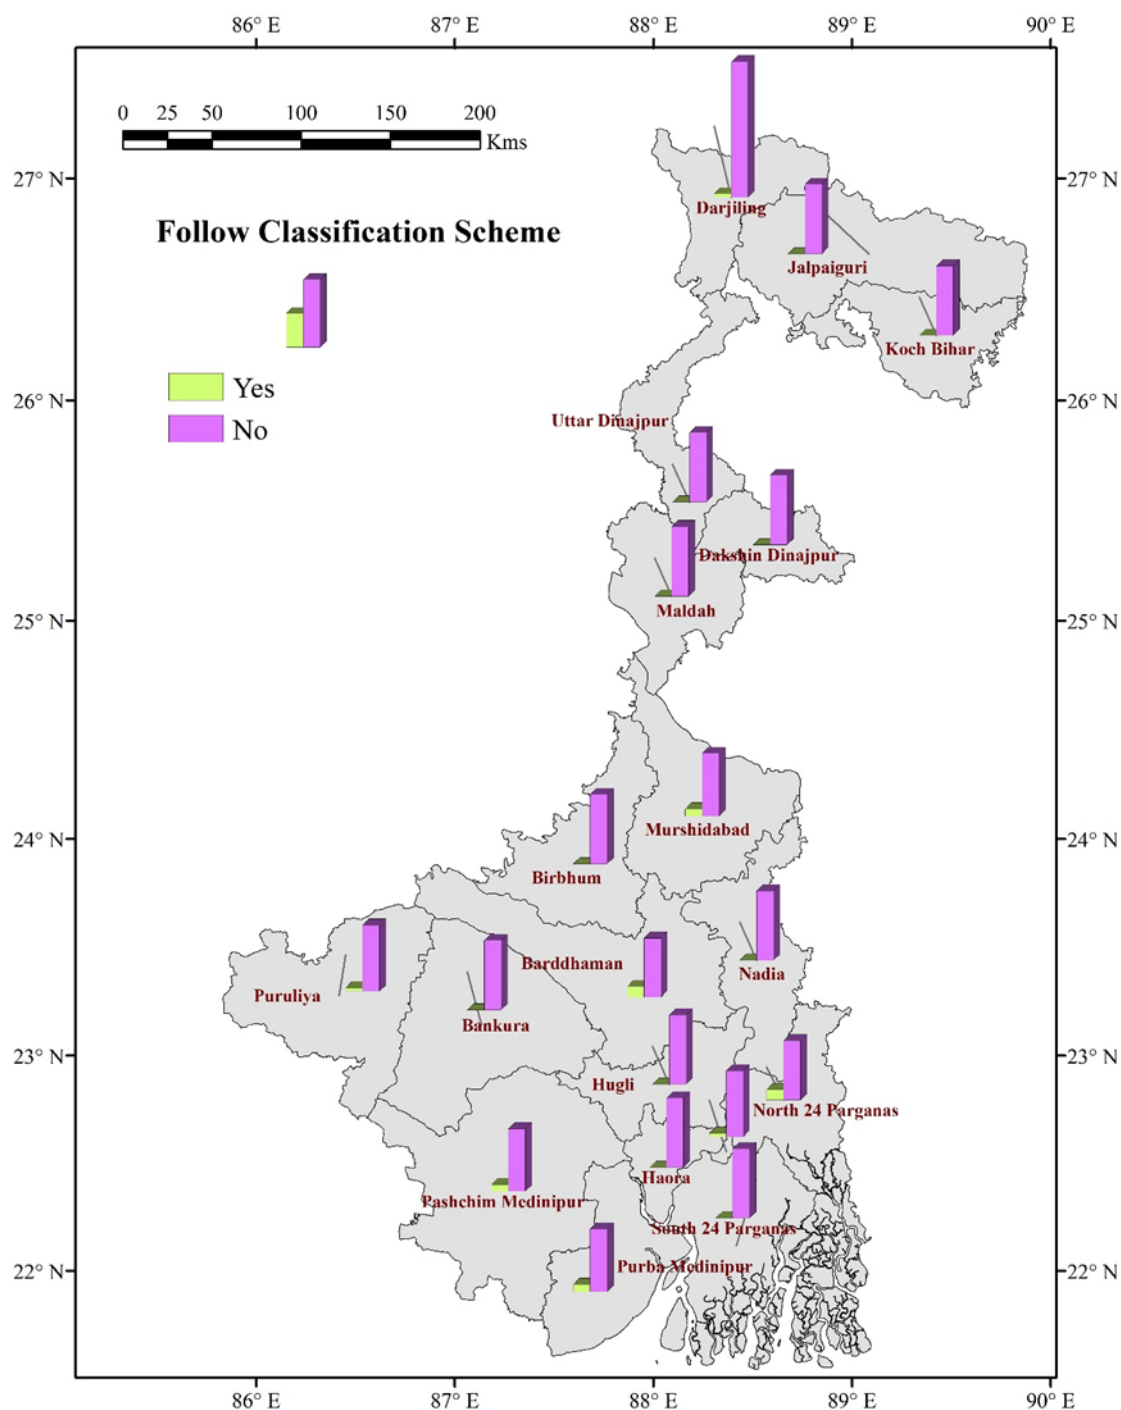 86° E 87° E 88° E 89° E 90° E
0 25 50 100 150 200
Kms
27° N 27° N
Darjiling
Follow Classification Scheme
Jalpaiguri
Koch Bihar
Yes
26° N 26° N
Uttar Dinajpur
No
Dakshin Dinajpur
Maldah
25° N 25° N
Murshidabad
24° N 24° N
Birbhum
Barddhaman
Nadia
Puruliya
Bankura
23° N 23° N
Hugli
North 24 Parganas
Haora
Pashchim Medinipur
South 24 Parganas
Purba Medinipur
22° N 22° N
86° E 87° E 88° E 89° E 90° E